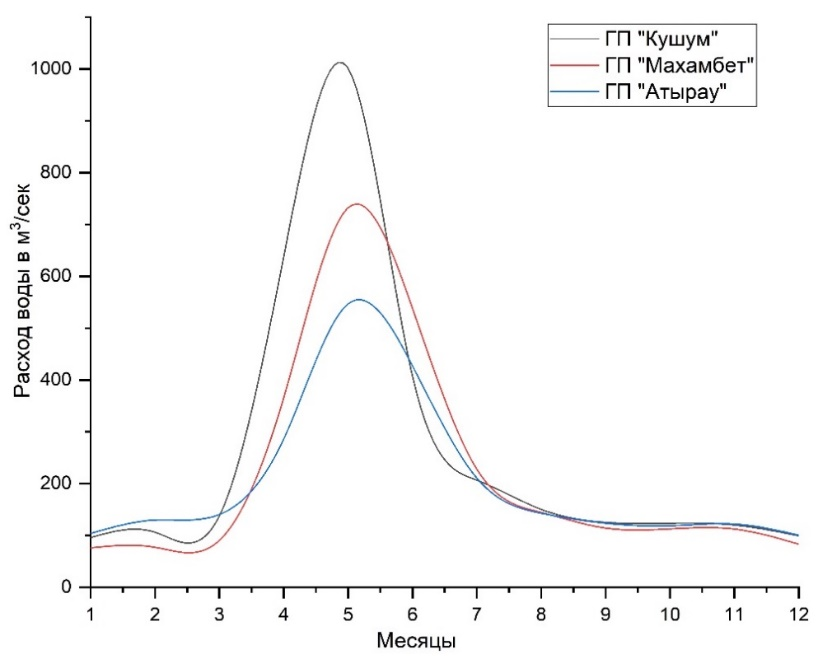 ГП "Кушум"
ГП "Махамбет"
ГП "Атырау"
Расход воды в м³/сек
1000
800
600
400
200
0
1 2 3 4 5 6 7 8 9 10 11 12
Месяцы